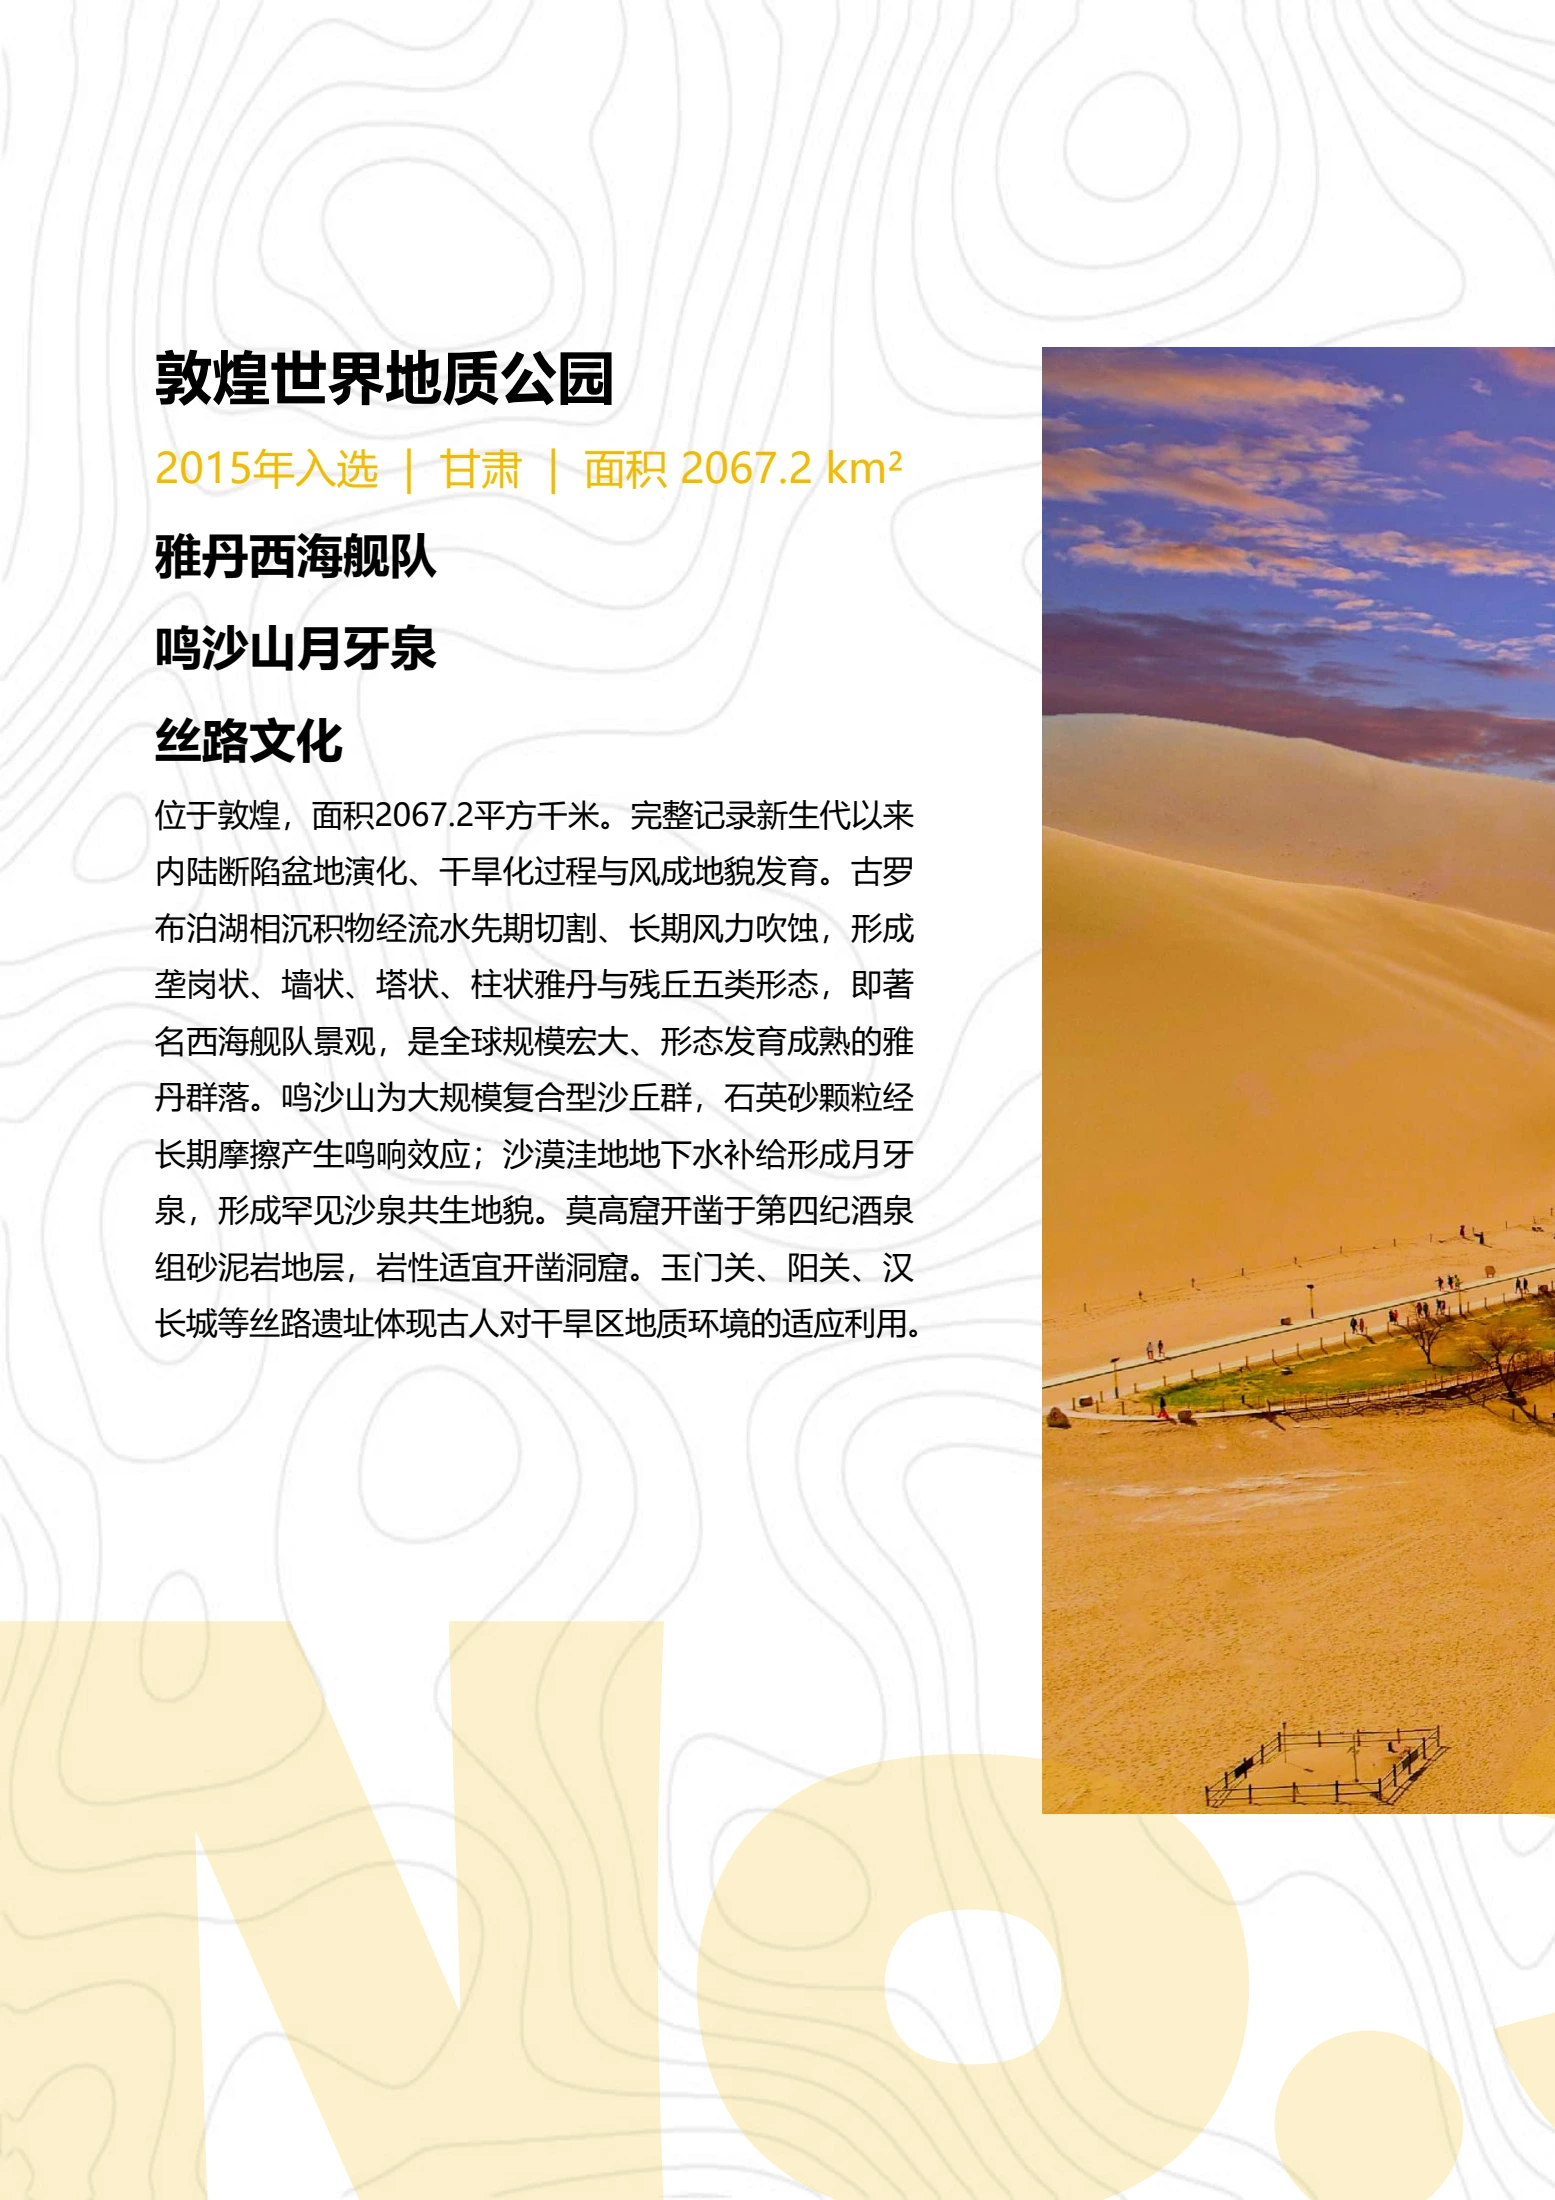 敦煌世界地质公园
2015年入选 | 甘肃 | 面积 2067.2 km²
雅丹西海舰队
鸣沙山月牙泉
丝路文化
位于敦煌，面积2067.2平方千米。完整记录新生代以来
内陆断陷盆地演化、干旱化过程与风成地貌发育。古罗
布泊湖相沉积物经流水先期切割、长期风力吹蚀，形成
垄岗状、墙状、塔状、柱状雅丹与残丘五类形态，即著
名西海舰队景观，是全球规模宏大、形态发育成熟的雅
丹群落。鸣沙山为大规模复合型沙丘群，石英砂颗粒经
长期摩擦产生鸣响效应；沙漠洼地地下水补给形成月牙
泉，形成罕见沙泉共生地貌。莫高窟开凿于第四纪酒泉
组砂泥岩地层，岩性适宜开凿洞窟。玉门关、阳关、汉
长城等丝路遗址体现古人对干旱区地质环境的适应利用。
No.